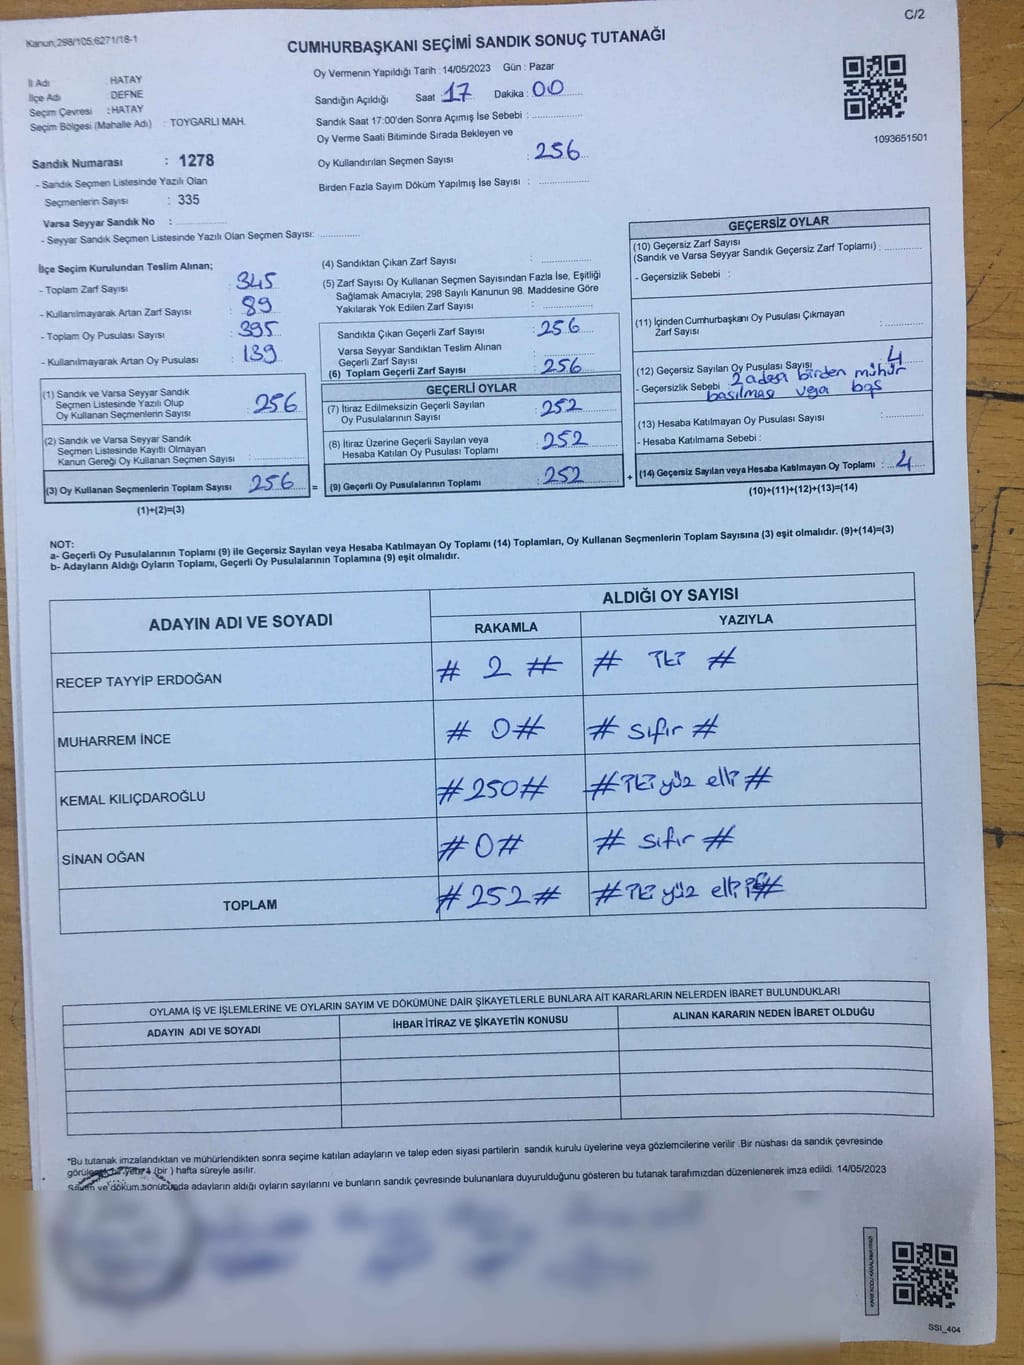 C/2
Kanun;298/105;6271/18-1
CUMHURBAŞKANI SEÇİMİ SANDIK SONUÇ TUTANAĞI
İl Adı : HATAY
İlçe Adı : DEFNE
Seçim Çevresi : HATAY
Seçim Bölgesi (Mahalle Adı) : TOYGARLI MAH.
Oy Vermenin Yapıldığı Tarih : 14/05/2023 Gün : Pazar
Sandığın Açıldığı Saat : 17 Dakika : 00
Sandık Saat 17:00'den Sonra Açımış İse Sebebi :
Oy Verme Saati Bitiminde Sırada Bekleyen ve
Oy Kullandırılan Seçmen Sayısı : 256
Birden Fazla Sayım Döküm Yapılmış İse Sayısı :
1093651501
Sandık Numarası : 1278
- Sandık Seçmen Listesinde Yazılı Olan
Seçmenlerin Sayısı : 335
Varsa Seyyar Sandık No :
- Seyyar Sandık Seçmen Listesinde Yazılı Olan Seçmen Sayısı:
İlçe Seçim Kurulundan Teslim Alınan;
- Toplam Zarf Sayısı : 345
- Kullanılmayarak Artan Zarf Sayısı : 89
- Toplam Oy Pusulası Sayısı : 395
- Kullanılmayarak Artan Oy Pusulası : 139
(1) Sandık ve Varsa Seyyar Sandık
Seçmen Listesinde Yazılı Olup
Oy Kullanan Seçmenlerin Sayısı : 256
(2) Sandık ve Varsa Seyyar Sandık
Seçmen Listesinde Kayıtlı Olmayan
Kanun Gereği Oy Kullanan Seçmen Sayısı :
(3) Oy Kullanan Seçmenlerin Toplam Sayısı 256 =
(1)+(2)=(3)
(4) Sandıktan Çıkan Zarf Sayısı :
(5) Zarf Sayısı Oy Kullanan Seçmen Sayısından Fazla İse, Eşitliği
Sağlamak Amacıyla; 298 Sayılı Kanunun 98. Maddesine Göre
Yakılarak Yok Edilen Zarf Sayısı :
Sandıkta Çıkan Geçerli Zarf Sayısı : 256
Varsa Seyyar Sandıktan Teslim Alınan
Geçerli Zarf Sayısı :
(6) Toplam Geçerli Zarf Sayısı : 256
GEÇERLİ OYLAR
(7) İtiraz Edilmeksizin Geçerli Sayılan
Oy Pusulalarının Sayısı : 252
(8) İtiraz Üzerine Geçerli Sayılan veya
Hesaba Katılan Oy Pusulası Toplamı : 252
(9) Geçerli Oy Pusulalarının Toplamı : 252 +
GEÇERSİZ OYLAR
(10) Geçersiz Zarf Sayısı
(Sandık ve Varsa Seyyar Sandık Geçersiz Zarf Toplamı) :
- Geçersizlik Sebebi :
(11) İçinden Cumhurbaşkanı Oy Pusulası Çıkmayan
Zarf Sayısı :
(12) Geçersiz Sayılan Oy Pusulası Sayısı : 4
- Geçersizlik Sebebi : 2 adesi birden mühür
basılması veya boş
(13) Hesaba Katılmayan Oy Pusulası Sayısı :
- Hesaba Katılmama Sebebi :
(14) Geçersiz Sayılan veya Hesaba Katılmayan Oy Toplamı : 4
(10)+(11)+(12)+(13)=(14)
NOT:
a- Geçerli Oy Pusulalarının Toplamı (9) ile Geçersiz Sayılan veya Hesaba Katılmayan Oy Toplamı (14) Toplamları, Oy Kullanan Seçmenlerin Toplam Sayısına (3) eşit olmalıdır. (9)+(14)=(3)
b- Adayların Aldığı Oyların Toplamı, Geçerli Oy Pusulalarının Toplamına (9) eşit olmalıdır.
ADAYIN ADI VE SOYADI
ALDIĞI OY SAYISI
RAKAMLA YAZIYLA
RECEP TAYYİP ERDOĞAN # 2 # # iki #
MUHARREM İNCE # 0 # # sıfır #
KEMAL KILIÇDAROĞLU #250# #iki yüz elli #
SİNAN OĞAN #0# # sıfır #
TOPLAM #252# #iki yüz elli iki#
OYLAMA İŞ VE İŞLEMLERİNE VE OYLARIN SAYIM VE DÖKÜMÜNE DAİR ŞİKAYETLERLE BUNLARA AİT KARARLARIN NELERDEN İBARET BULUNDUKLARI
ADAYIN ADI VE SOYADI İHBAR İTİRAZ VE ŞİKAYETİN KONUSU ALINAN KARARIN NEDEN İBARET OLDUĞU
*Bu tutanak imzalandıktan ve mühürlendikten sonra seçime katılan adayların ve talep eden siyasi partilerin sandık kurulu üyelerine veya gözlemcilerine verilir .Bir nüshası da sandık çevresinde
görülecek bir yere 1 (bir ) hafta süreyle asılır.
Sayım ve döküm sonucunda adayların aldığı oyların sayılarını ve bunların sandık çevresinde bulunanlara duyurulduğunu gösteren bu tutanak tarafımızdan düzenlenerek imza edildi. 14/05/2023
SSI_404